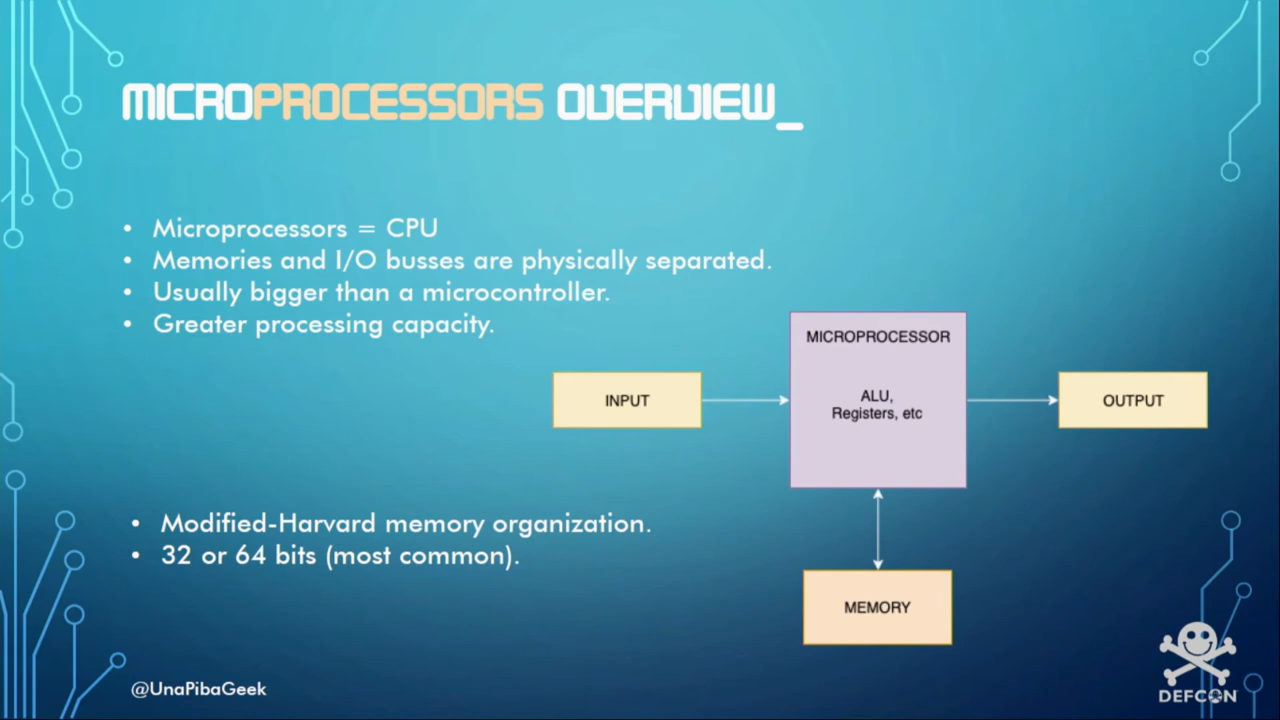 MICROPROCESSORS OVERVIEW_
• Microprocessors = CPU
• Memories and I/O busses are physically separated.
• Usually bigger than a microcontroller.
• Greater processing capacity.
MICROPROCESSOR
ALU,
Registers, etc
INPUT
OUTPUT
• Modified-Harvard memory organization.
• 32 or 64 bits (most common).
MEMORY
@UnaPibaGeek
DEFCON